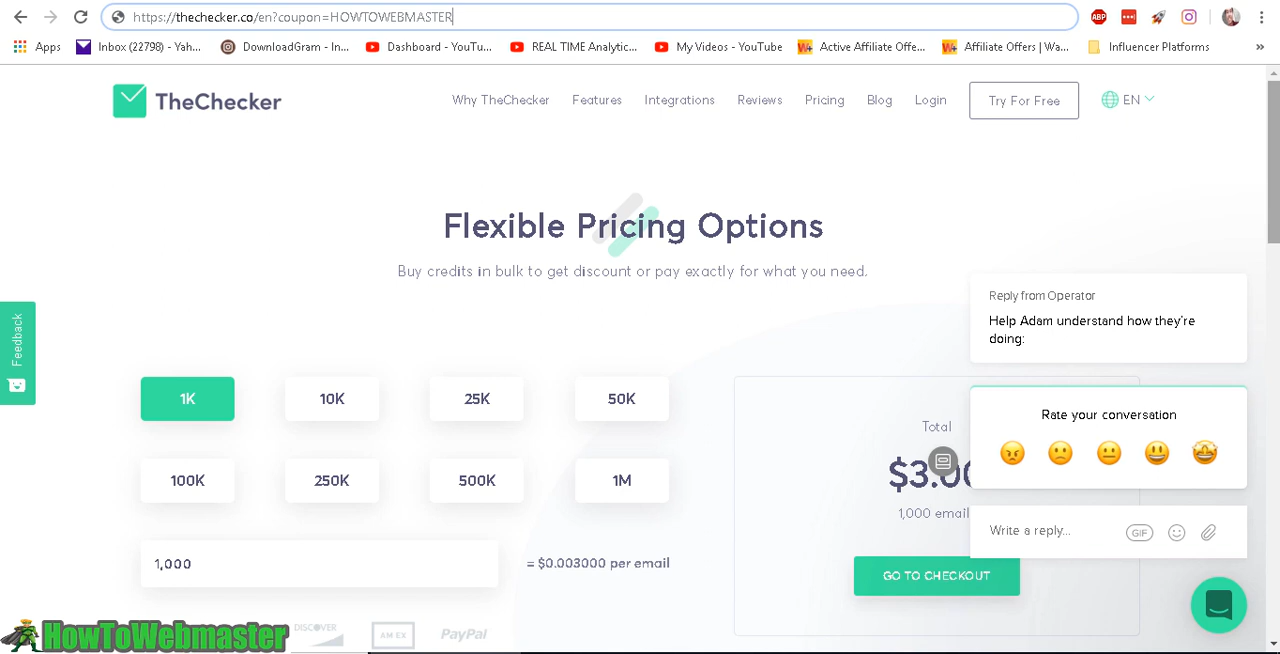 https://thechecker.co/en?coupon=HOWTOWEBMASTER
ABP
Apps
Inbox (22798) - Yah...
DownloadGram - In...
Dashboard - YouTu...
REAL TIME Analytic...
My Videos - YouTube
Active Affiliate Offe...
Affiliate Offers | Wa...
Influencer Platforms
»
TheChecker
Why TheChecker
Features
Integrations
Reviews
Pricing
Blog
Login
Try For Free
EN
Flexible Pricing Options
Buy credits in bulk to get discount or pay exactly for what you need.
Reply from Operator
Help Adam understand how they're
doing:
Feedback
1K
10K
25K
50K
Rate your conversation
Total
100K
250K
500K
1M
$3.00
1,000 email
Write a reply...
GIF
1,000
= $0.003000 per email
GO TO CHECKOUT
HowToWebmaster
DISCOVER
AM EX
PayPal